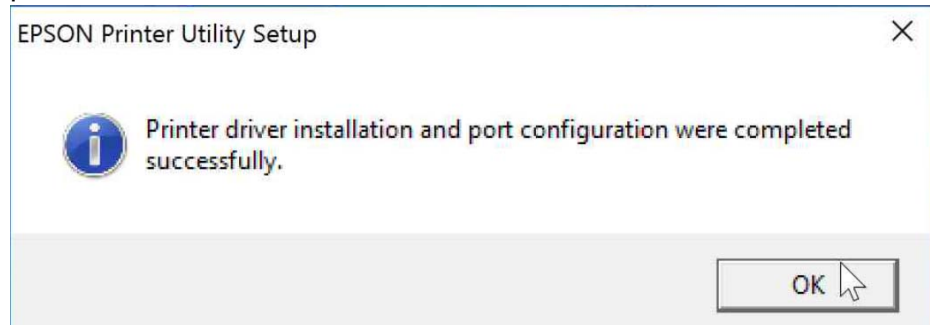 EPSON Printer Utility Setup
Printer driver installation and port configuration were completed
successfully.
OK